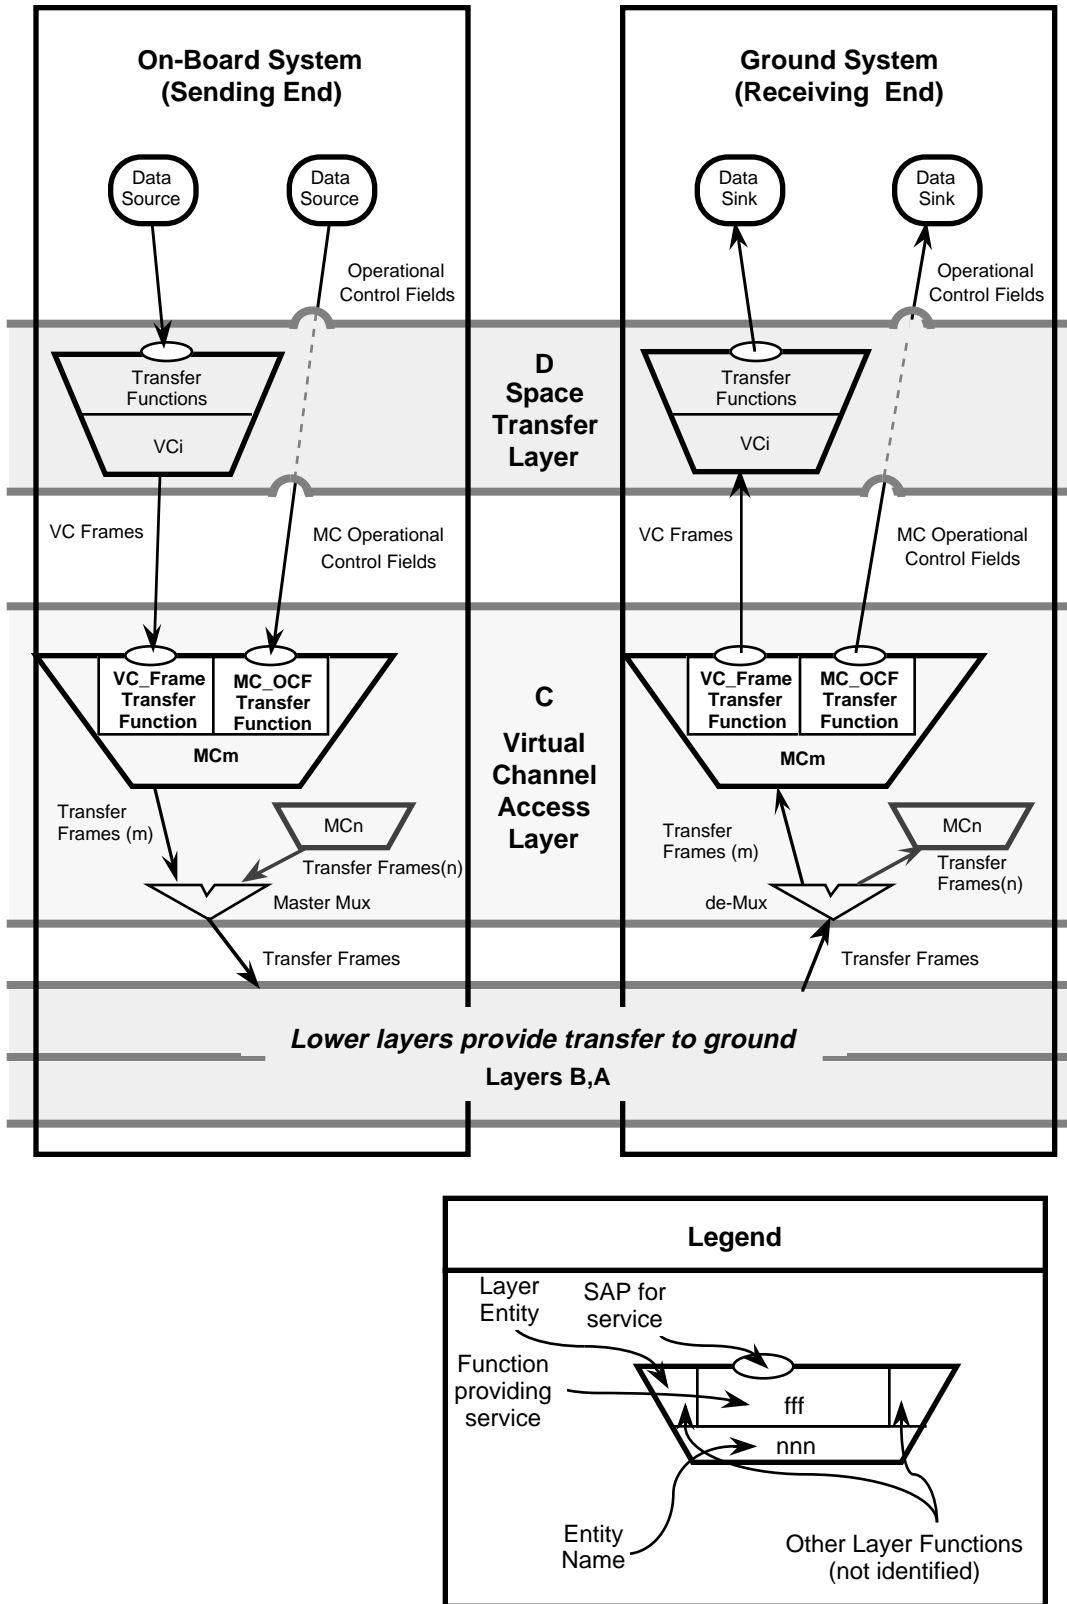 On-Board System
(Sending End)
Ground System
(Receiving End)
Data
Source
Data
Source
Data
Sink
Data
Sink
Operational
Control Fields
Operational
Control Fields
Transfer
Functions
VCi
D
Space
Transfer
Layer
Transfer
Functions
VCi
VC Frames
MC Operational
Control Fields
VC Frames
MC Operational
Control Fields
VC_Frame
Transfer
Function
MC_OCF
Transfer
Function
MCm
C
Virtual
Channel
Access
Layer
VC_Frame
Transfer
Function
MC_OCF
Transfer
Function
MCm
Transfer
Frames (m)
MCn
Transfer Frames(n)
Master Mux
Transfer
Frames (m)
MCn
Transfer
Frames(n)
de-Mux
Transfer Frames
Transfer Frames
Lower layers provide transfer to ground
Layers B,A
Legend
Layer
Entity
SAP for
service
Function
providing
service
fff
nnn
Entity
Name
Other Layer Functions
(not identified)